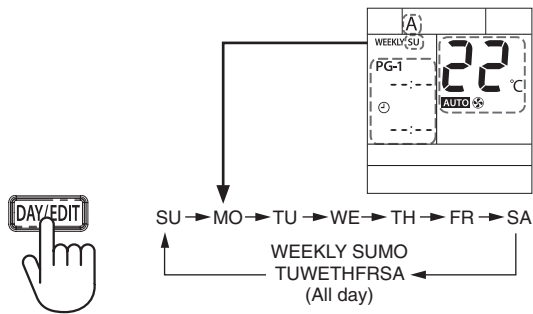 A
WEEKLY SU
PG-1
22 °C
--:--
AUTO
--:--
DAY/EDIT
SU → MO → TU → WE → TH → FR → SA
WEEKLY SUMO
TUWETHFRSA
(All day)